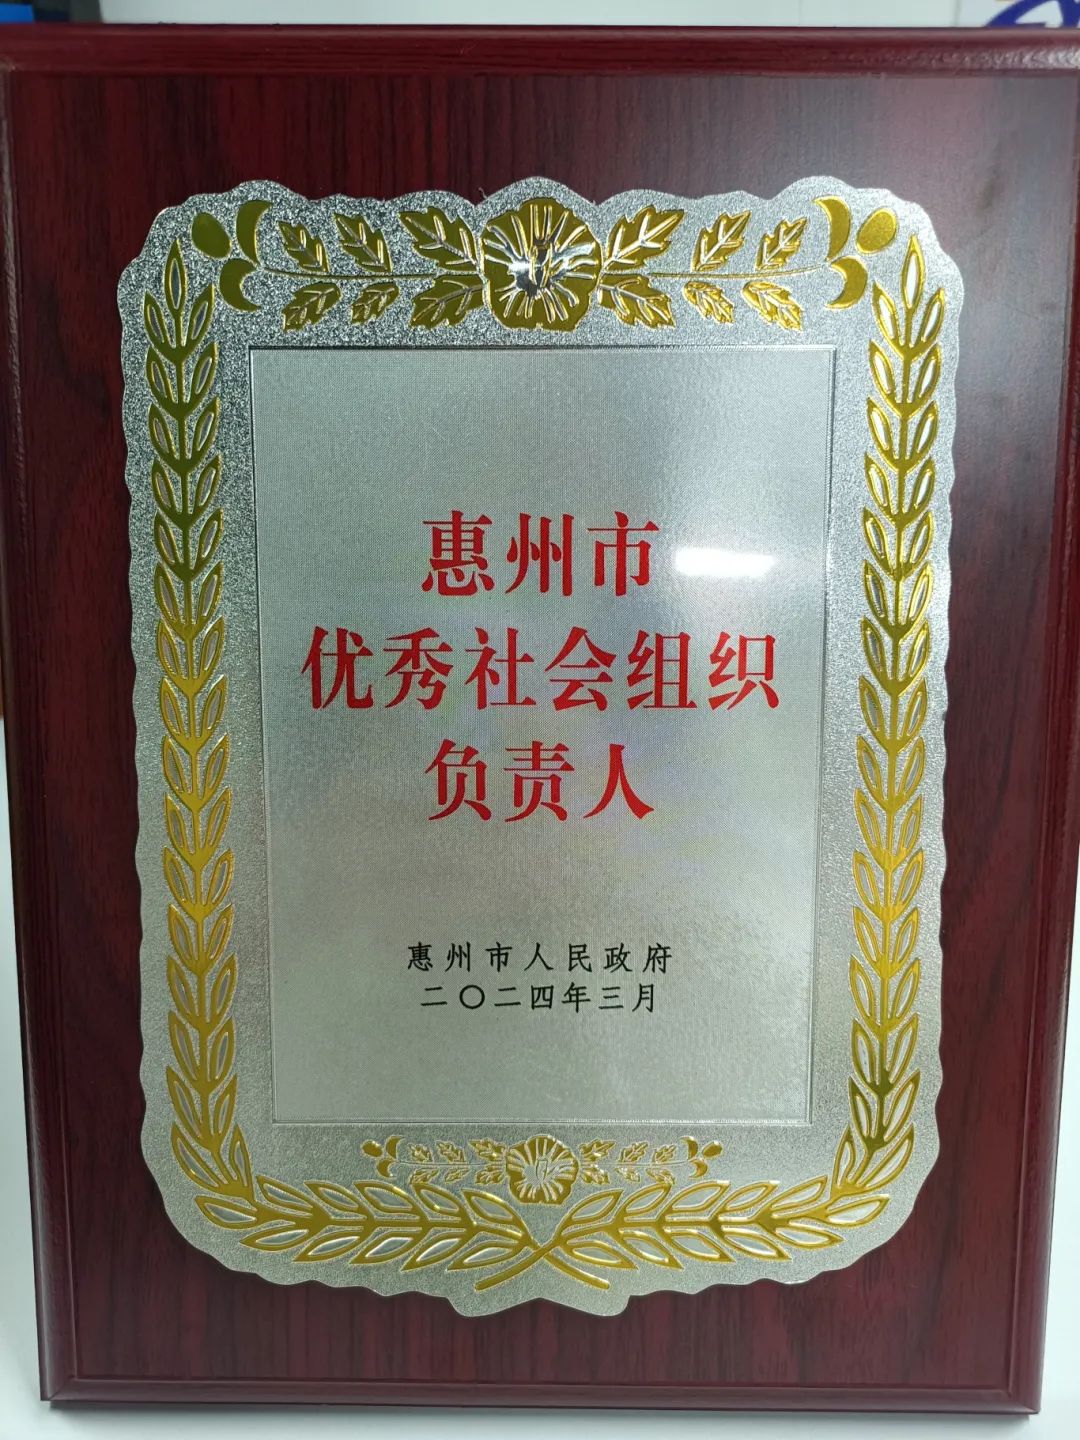 惠州市
优秀社会组织
负责人
惠州市人民政府
二〇二四年三月